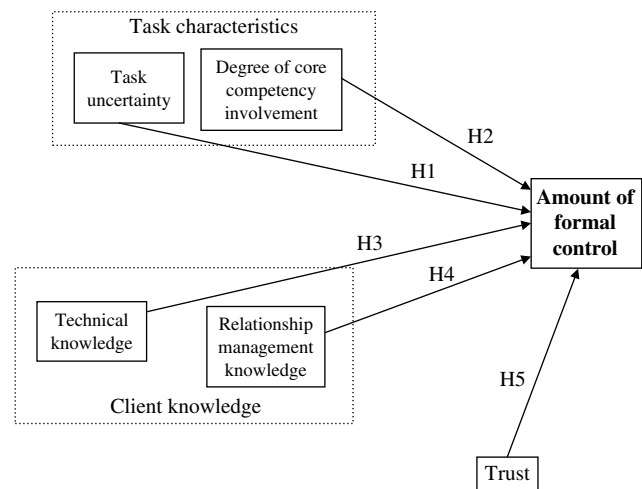 Task characteristics
Task
uncertainty
Degree of core
competency
involvement
H2
H1
Amount of
formal
control
H3
H4
Technical
knowledge
Relationship
management
knowledge
Client knowledge
H5
Trust